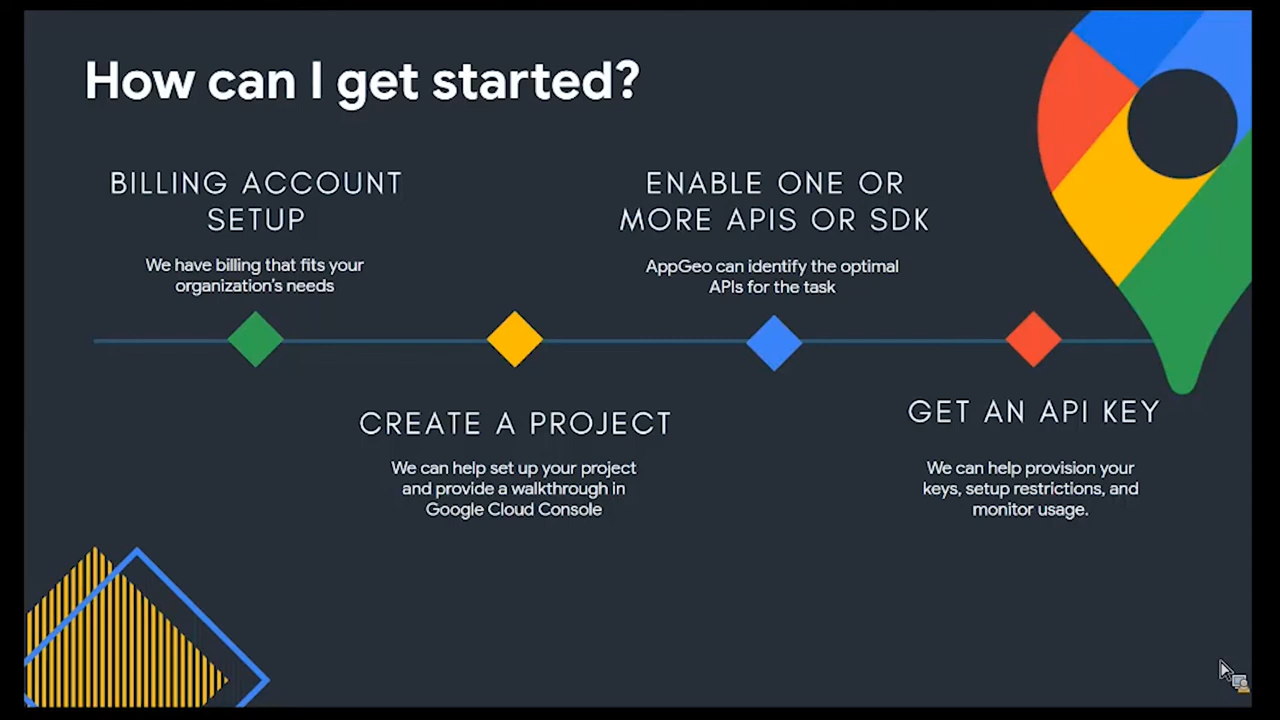 How can I get started?
BILLING ACCOUNT
SETUP
We have billing that fits your
organization's needs
CREATE A PROJECT
We can help set up your project
and provide a walkthrough in
Google Cloud Console
ENABLE ONE OR
MORE APIS OR SDK
AppGeo can identify the optimal
APIs for the task
GET AN API KEY
We can help provision your
keys, setup restrictions, and
monitor usage.